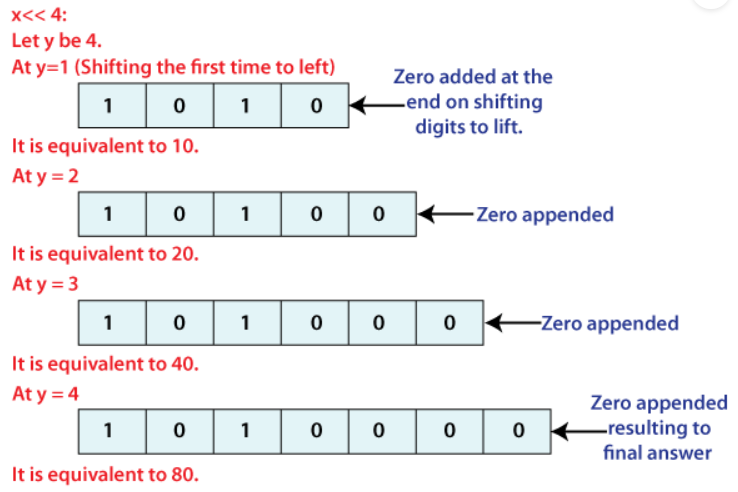 x<< 4:
Let y be 4.
At y=1 (Shifting the first time to left)
1 0 1 0
Zero added at the
end on shifting
digits to lift.
It is equivalent to 10.
At y = 2
1 0 1 0 0
Zero appended
It is equivalent to 20.
At y = 3
1 0 1 0 0 0
Zero appended
It is equivalent to 40.
At y = 4
1 0 1 0 0 0 0
Zero appended
resulting to
final answer
It is equivalent to 80.